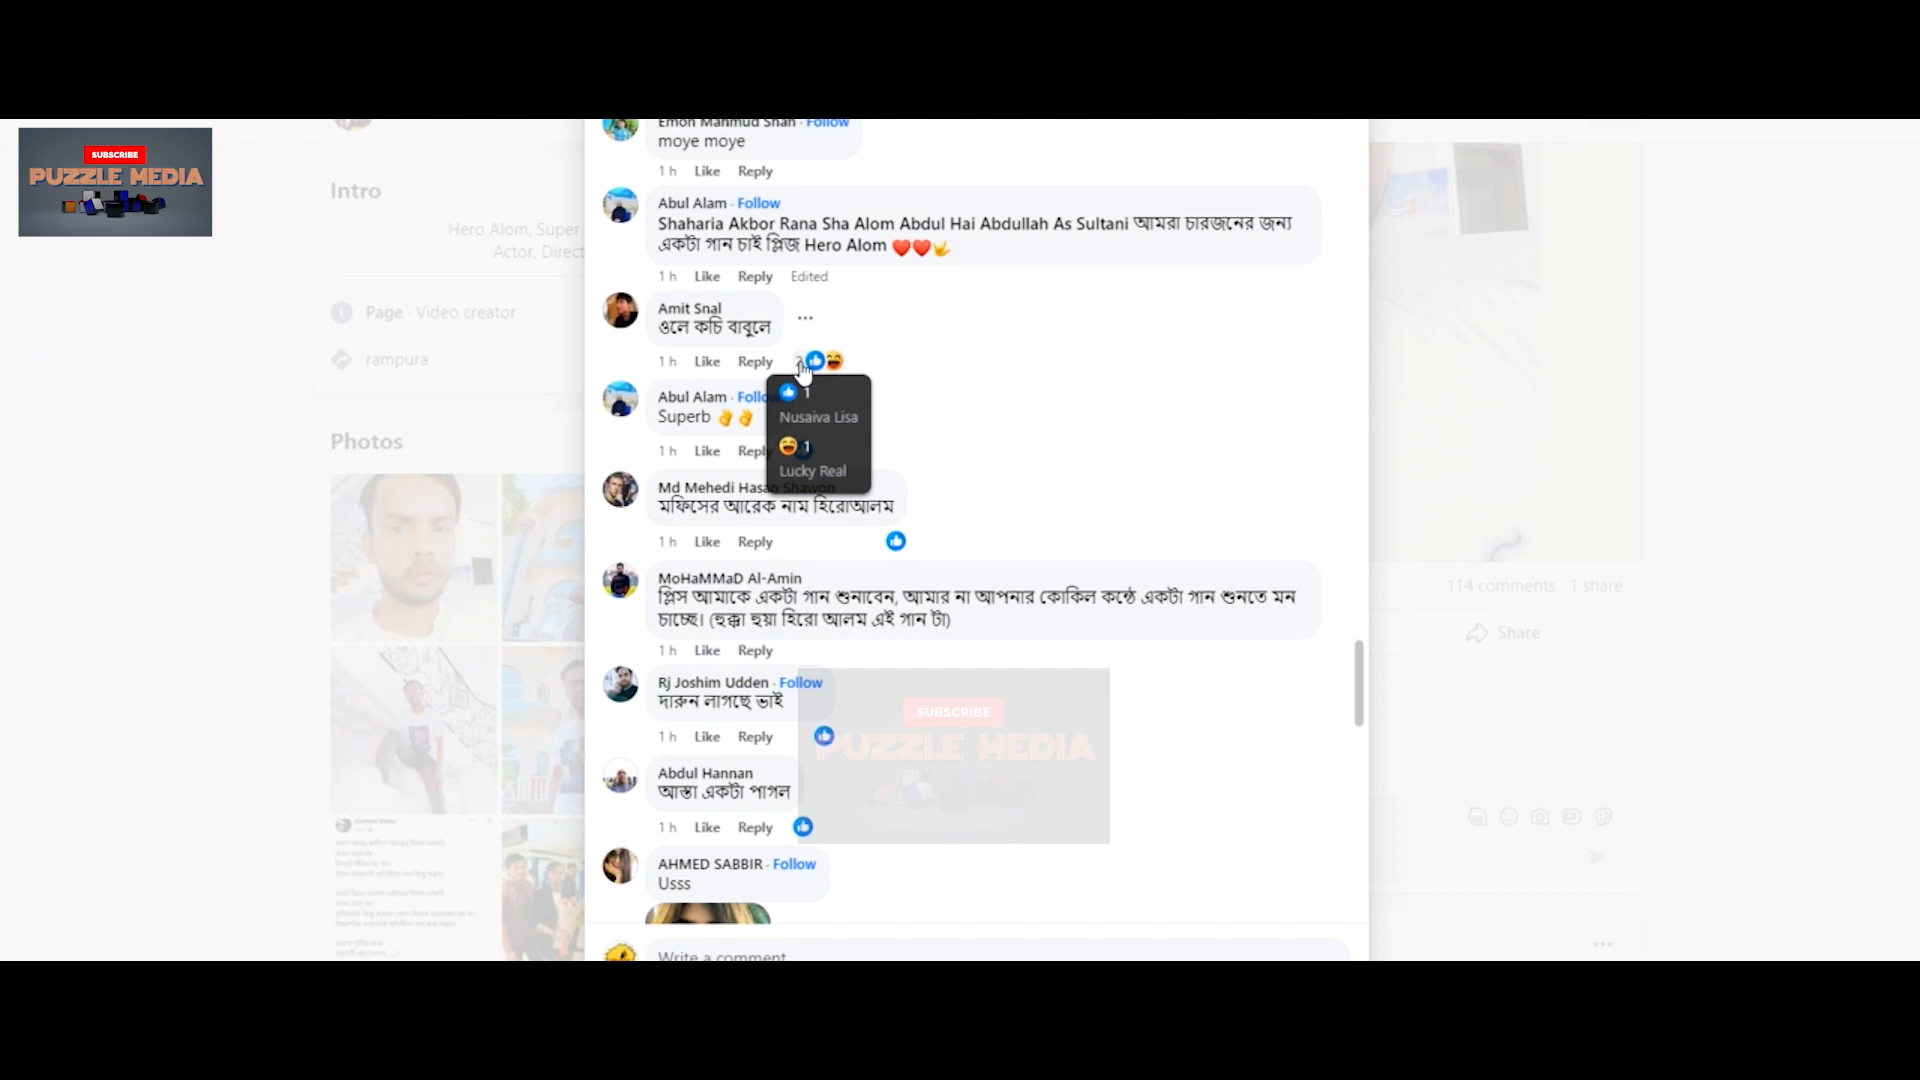 SUBSCRIBE
PUZZLE MEDIA
Intro
Hero Alom, Super
Actor, Direct
Page · Video creator
rampura
Photos
Emon Mahmud Shah · Follow
moye moye
1 h Like Reply
Abul Alam · Follow
Shaharia Akbor Rana Sha Alom Abdul Hai Abdullah As Sultani আমরা চারজনের জন্য
একটা গান চাই প্লিজ Hero Alom ❤️❤️🤟
1 h Like Reply Edited
Amit Snal
ওলে কচি বাবুলে
1 h Like Reply
1
Nusaiva Lisa
1
Lucky Real
Abul Alam · Follow
Superb 👌👌
1 h Like Reply
Md Mehedi Hasan Shawon
মফিসের আরেক নাম হিরোআলম
1 h Like Reply
MoHaMMaD Al-Amin
প্লিস আমাকে একটা গান শুনাবেন, আমার না আপনার কোকিল কন্ঠে একটা গান শুনতে মন
চাচ্ছে। (হুক্কা হুয়া হিরো আলম এই গান টা)
1 h Like Reply
Rj Joshim Udden · Follow
দারুন লাগছে ভাই
1 h Like Reply
SUBSCRIBE
PUZZLE MEDIA
Abdul Hannan
আস্তা একটা পাগল
1 h Like Reply
AHMED SABBIR · Follow
Usss
Write a comment
114 comments 1 share
Share